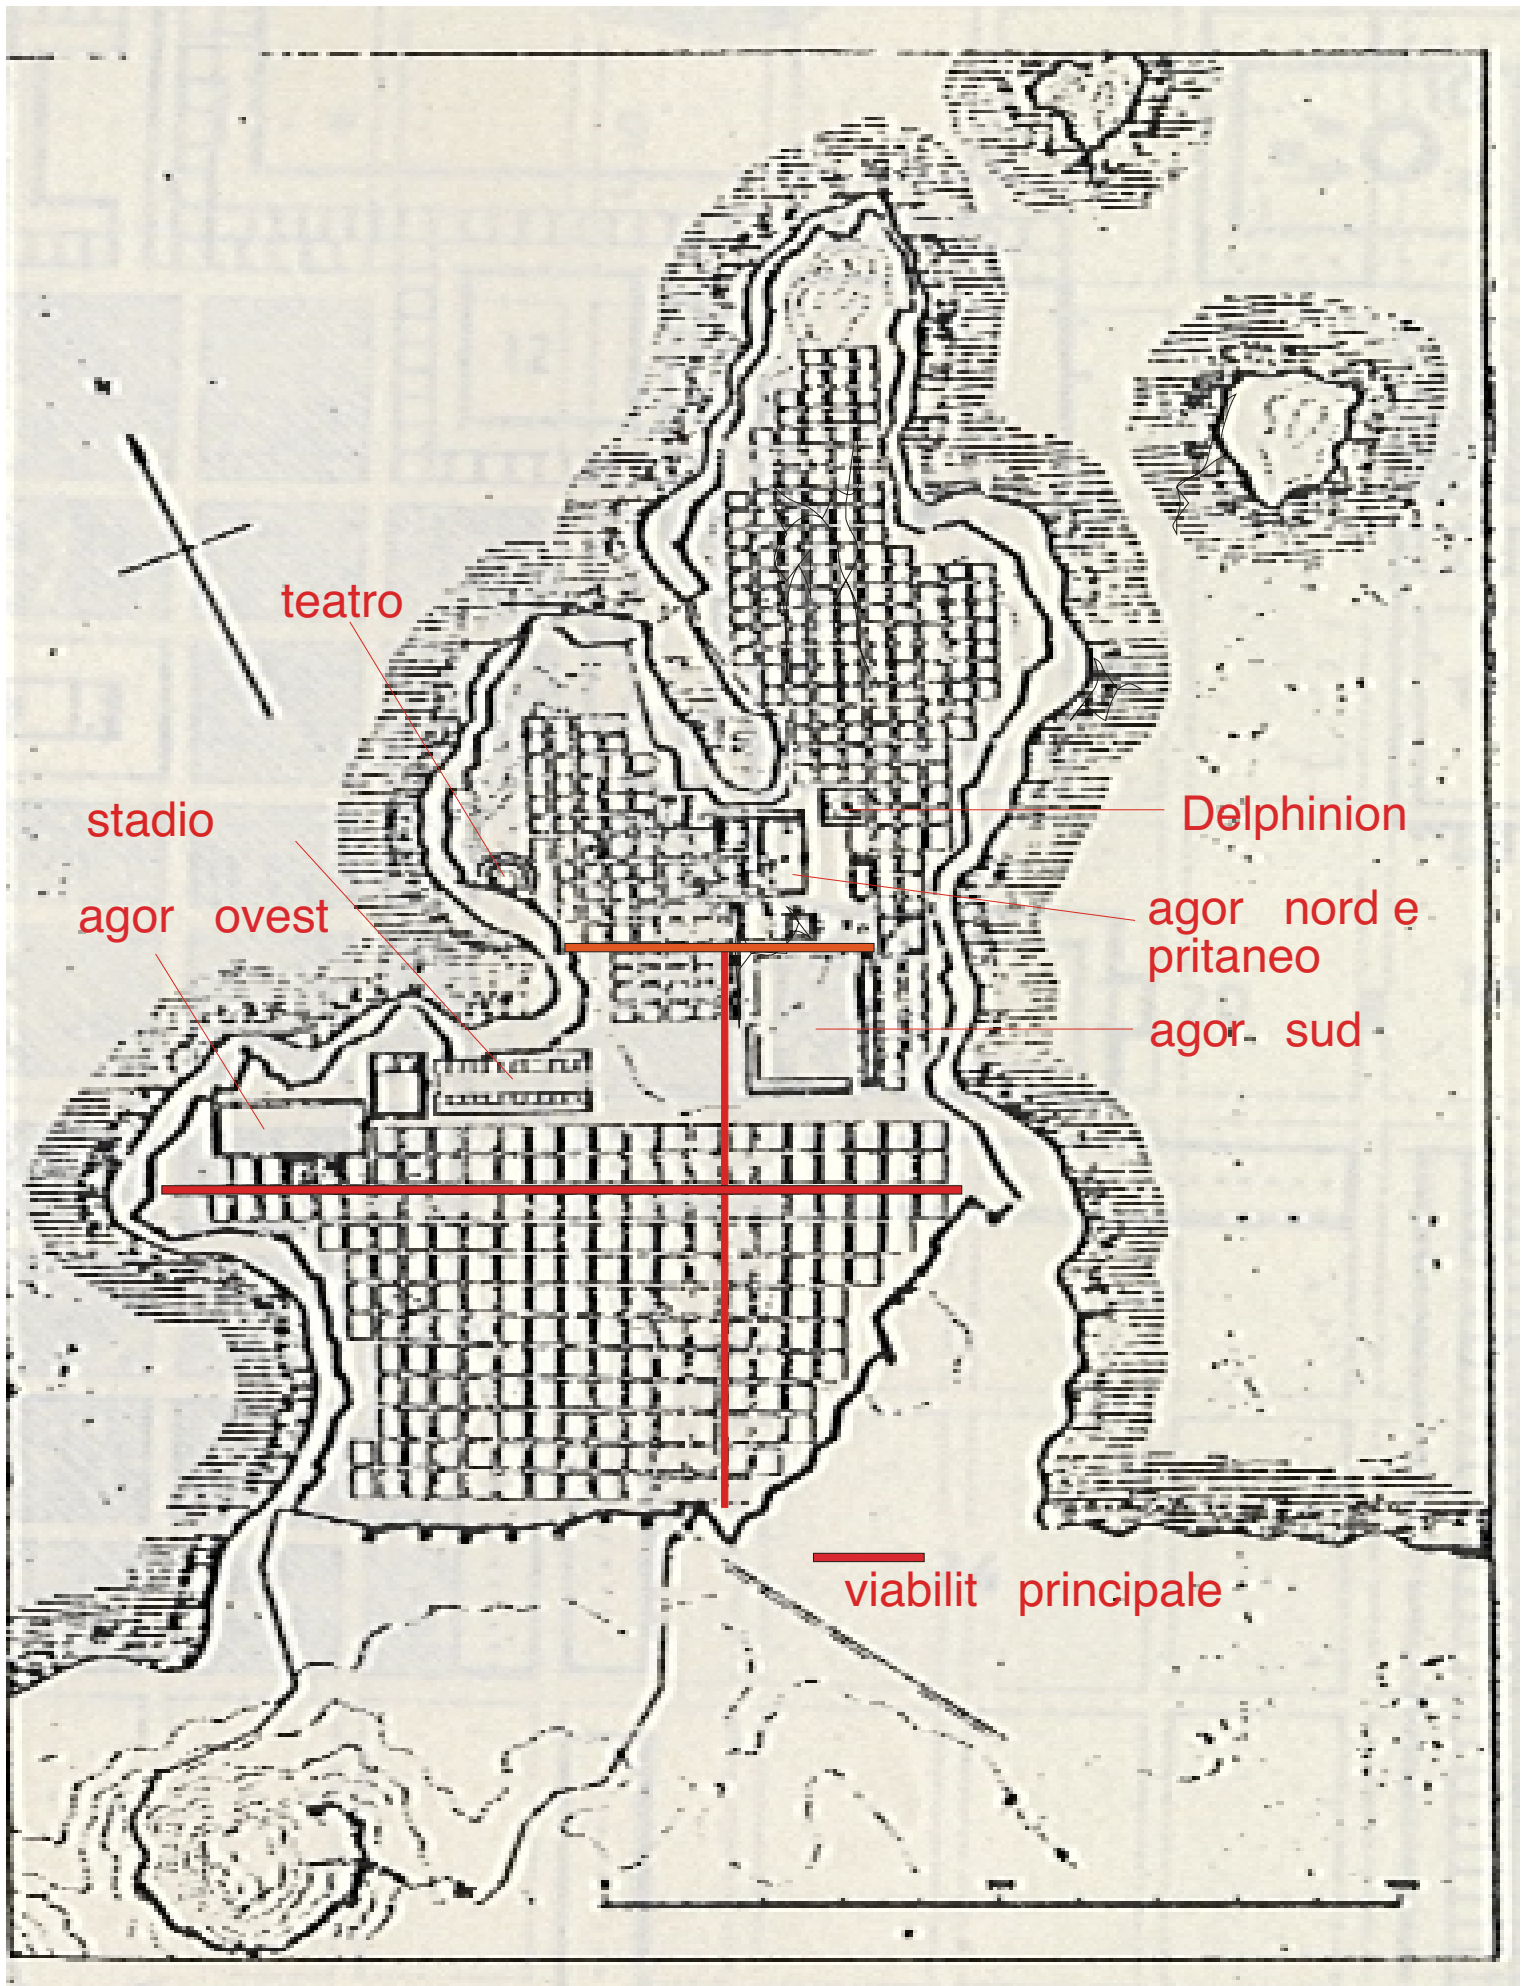 teatro
stadio
agor ovest
Delphinion
agor nord e
pritaneo
agor sud
viabilit principale